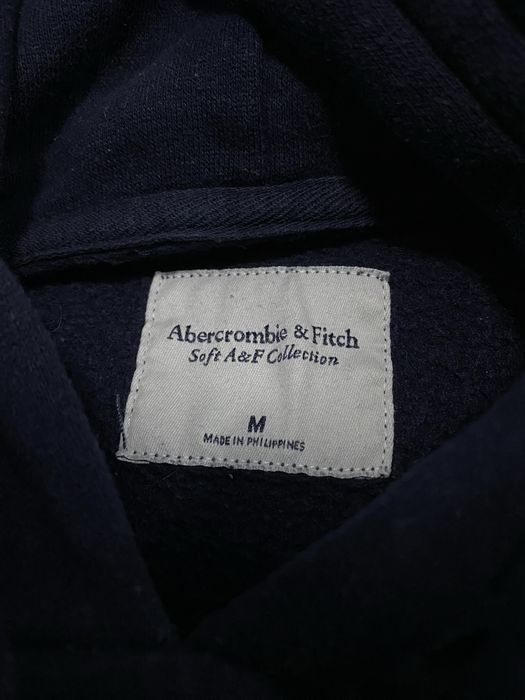 Abercrombie & Fitch
Soft A&F Collection
M
MADE IN PHILIPPINES